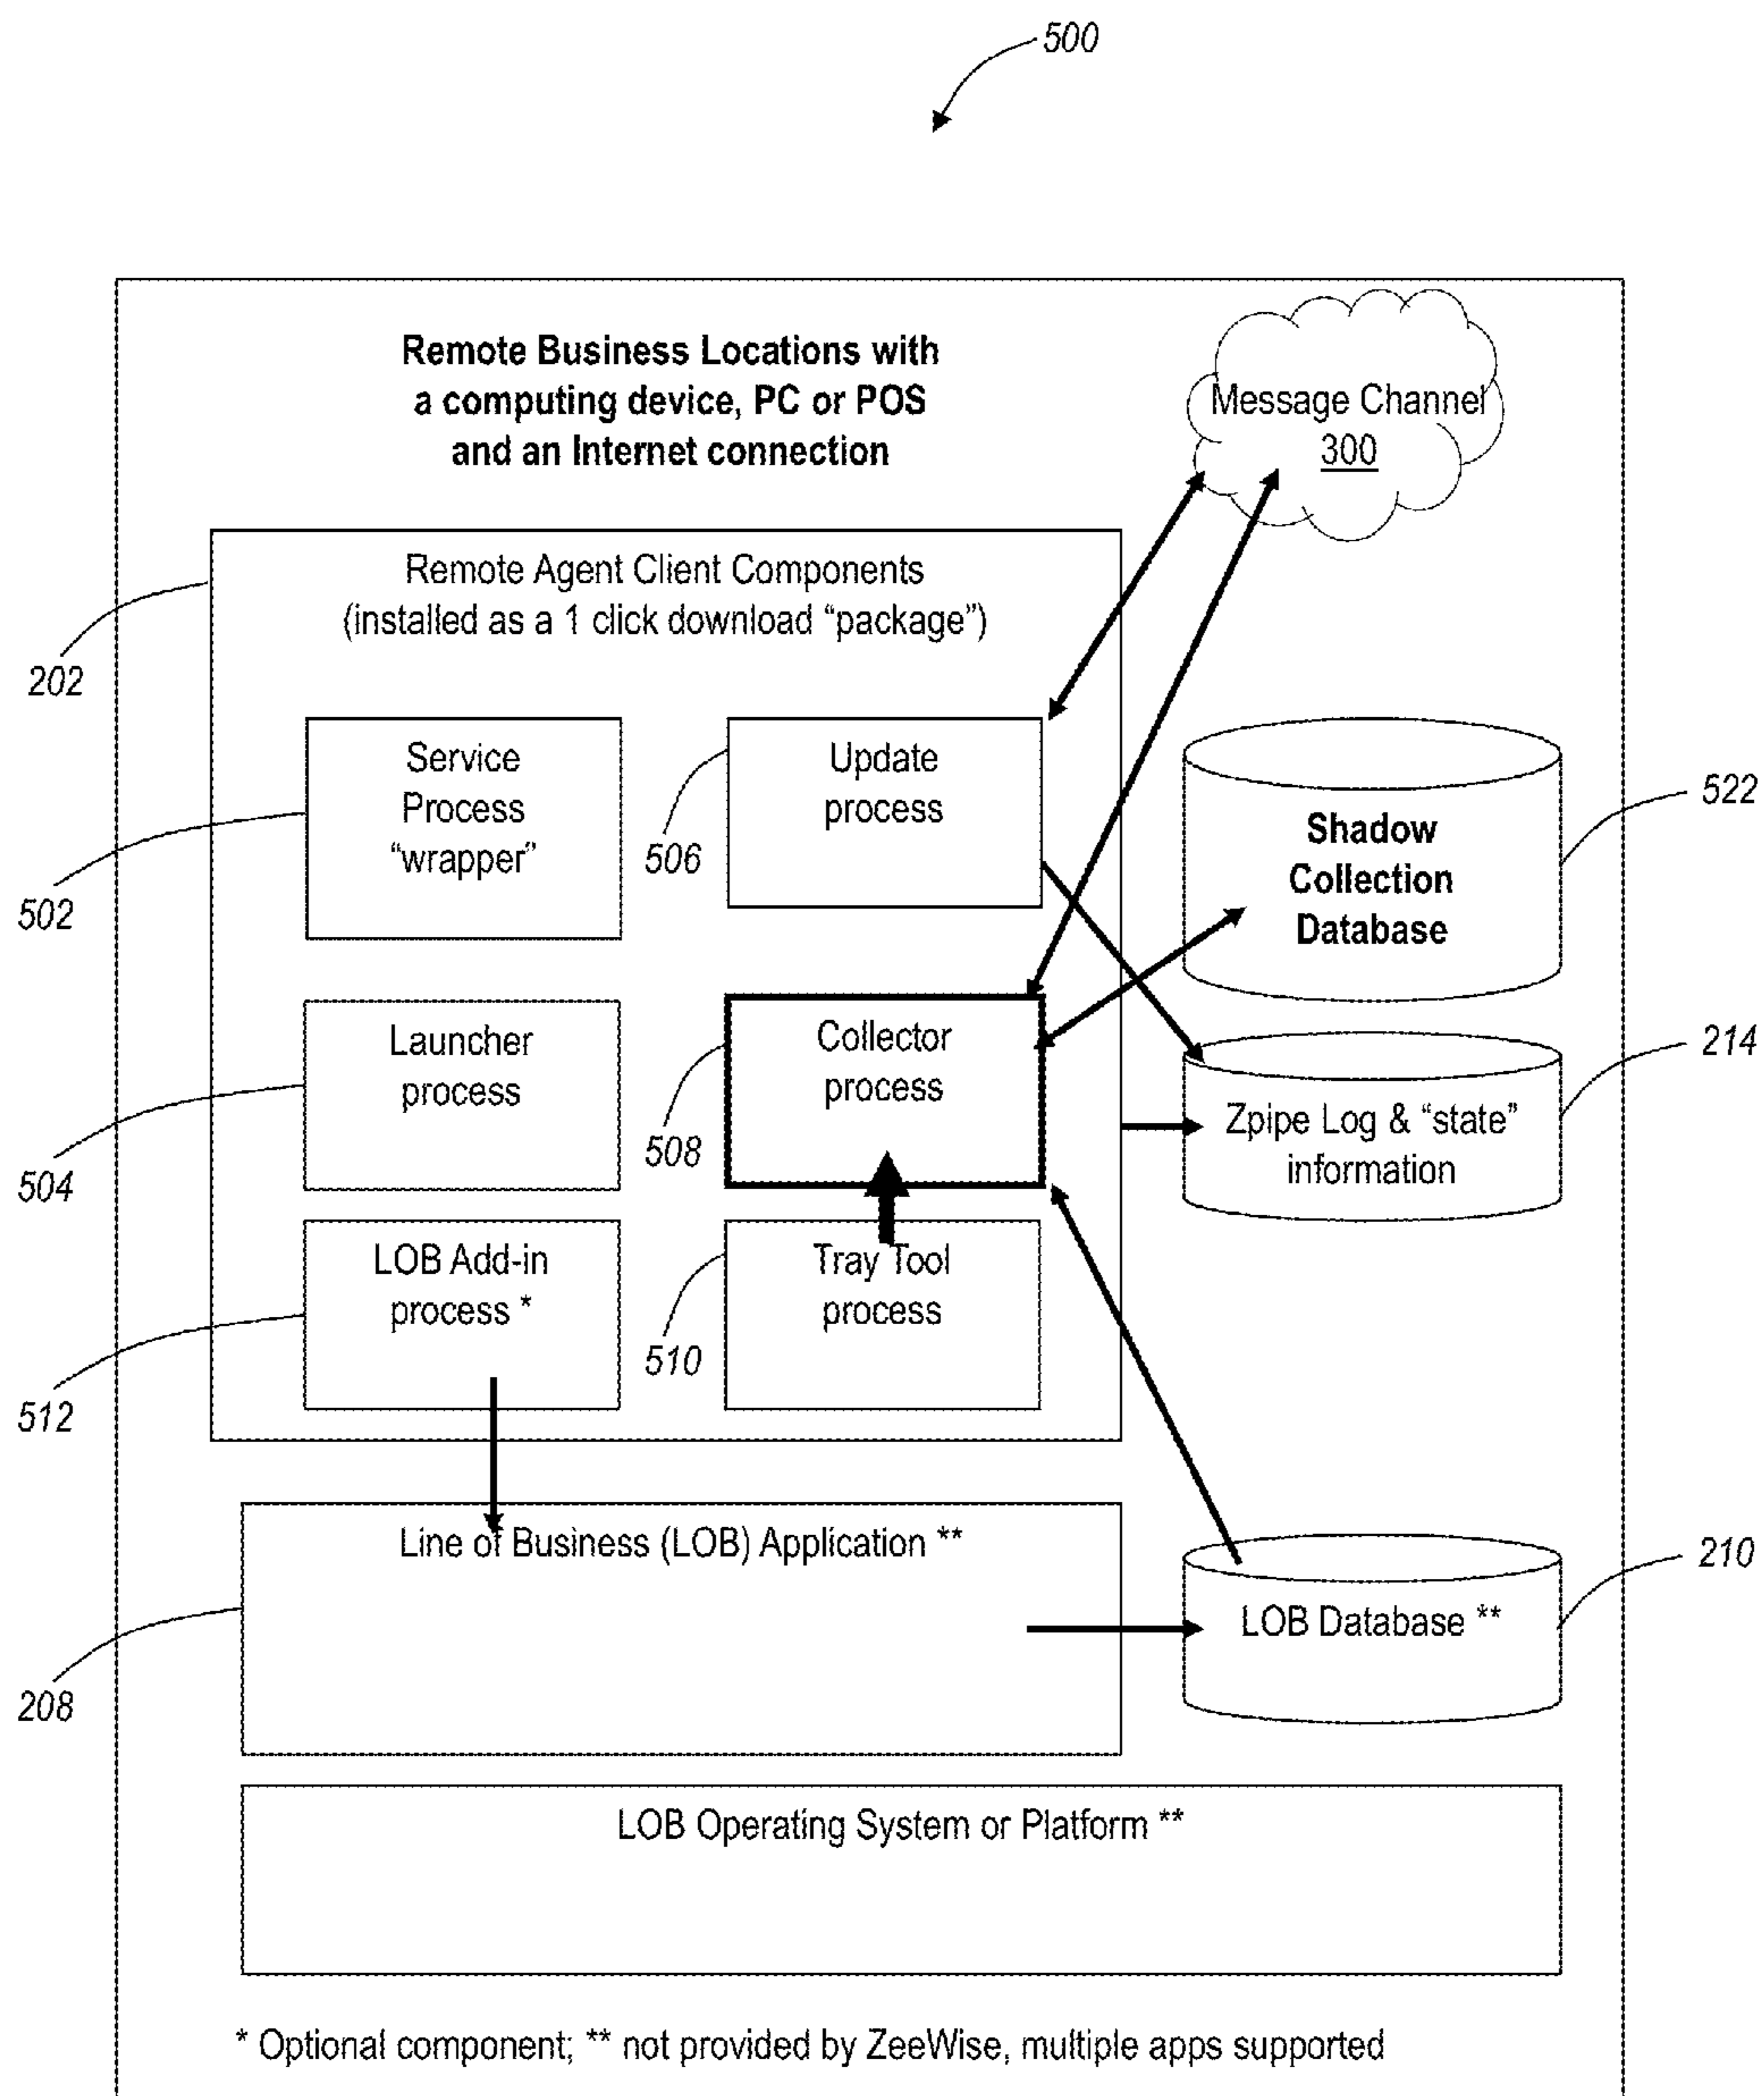 500
Remote Business Locations with
a computing device, PC or POS
and an Internet connection
Message Channel
300
Remote Agent Client Components
(installed as a 1 click download “package”)
202
Service
Process
“wrapper”
502
Update
process
506
Shadow
Collection
Database
522
Launcher
process
504
Collector
process
508
Zpipe Log & “state”
information
214
LOB Add-in
process *
512
Tray Tool
process
510
Line of Business (LOB) Application **
208
LOB Database **
210
LOB Operating System or Platform **
* Optional component; ** not provided by ZeeWise, multiple apps supported